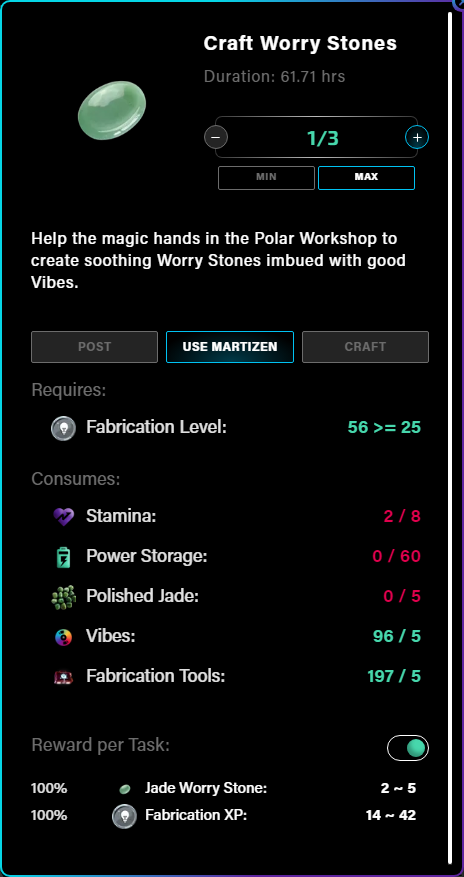 Craft Worry Stones
Duration: 61.71 hrs
− 1/3 +
MIN MAX
Help the magic hands in the Polar Workshop to
create soothing Worry Stones imbued with good
Vibes.
POST USE MARTIZEN CRAFT
Requires:
Fabrication Level: 56 >= 25
Consumes:
Stamina: 2 / 8
Power Storage: 0 / 60
Polished Jade: 0 / 5
Vibes: 96 / 5
Fabrication Tools: 197 / 5
Reward per Task:
100% Jade Worry Stone: 2 ~ 5
100% Fabrication XP: 14 ~ 42